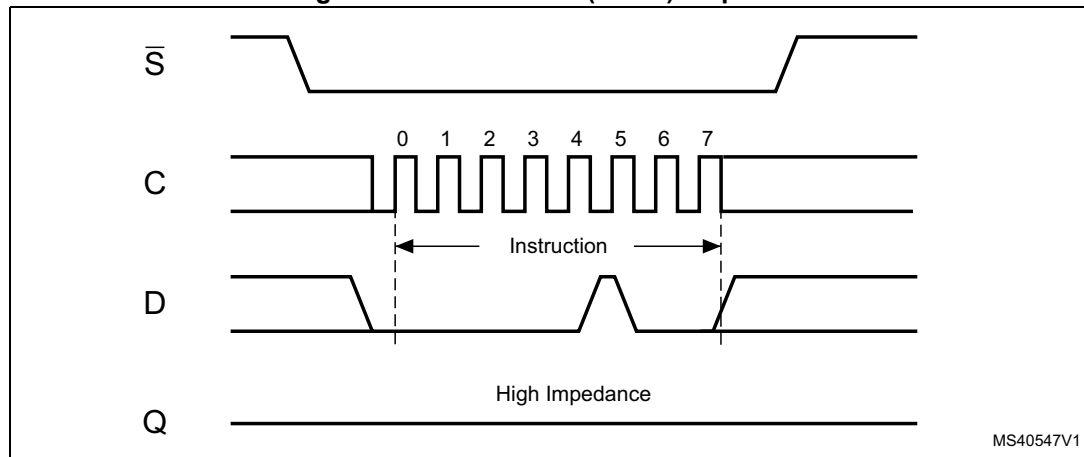 S̅
0 1 2 3 4 5 6 7
C
Instruction
D
High Impedance
Q
MS40547V1